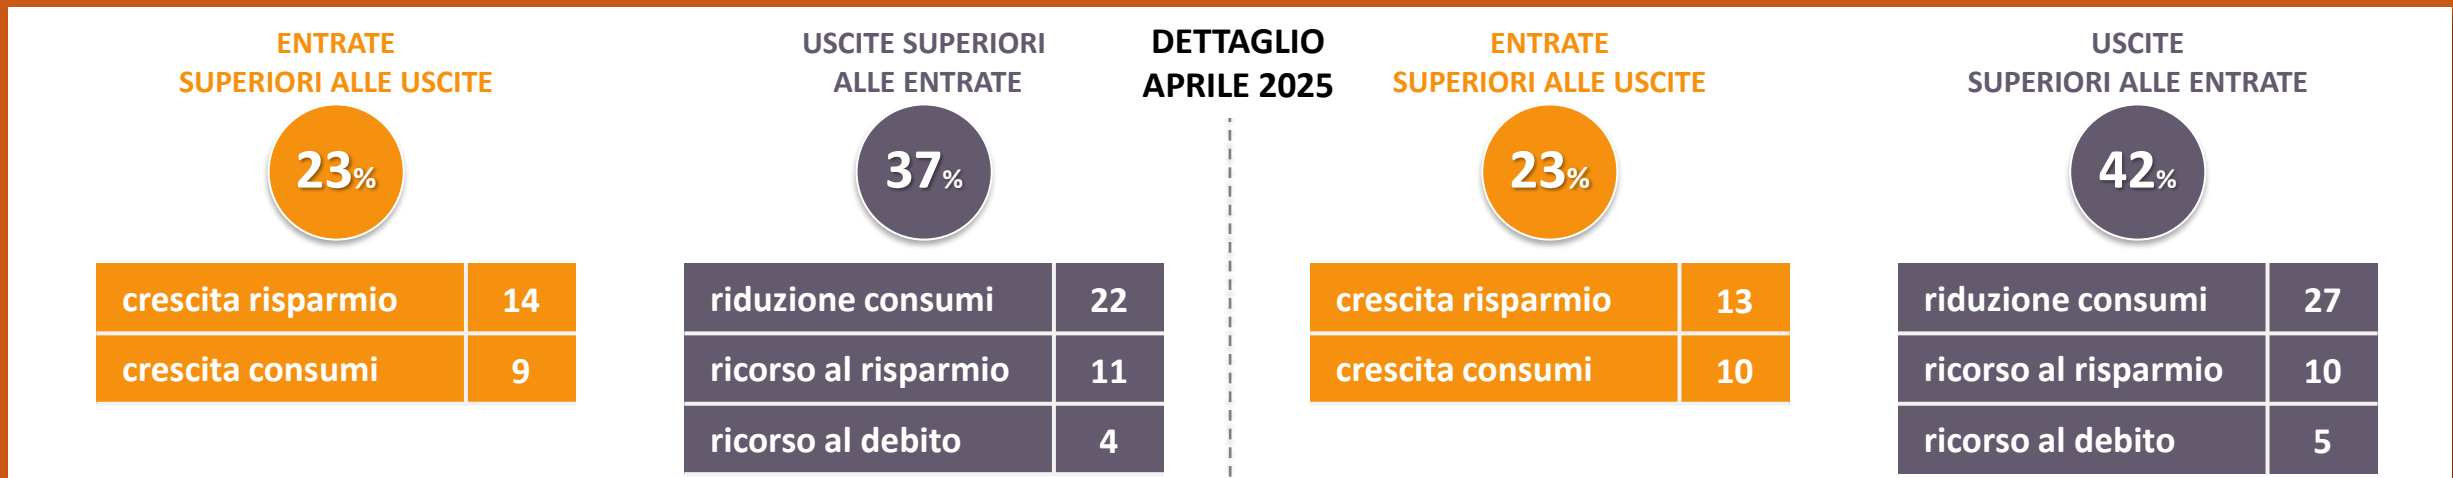 ENTRATE
SUPERIORI ALLE USCITE
23%
crescita risparmio 14
crescita consumi 9
USCITE SUPERIORI
ALLE ENTRATE
37%
riduzione consumi 22
ricorso al risparmio 11
ricorso al debito 4
DETTAGLIO
APRILE 2025
ENTRATE
SUPERIORI ALLE USCITE
23%
crescita risparmio 13
crescita consumi 10
USCITE
SUPERIORI ALLE ENTRATE
42%
riduzione consumi 27
ricorso al risparmio 10
ricorso al debito 5